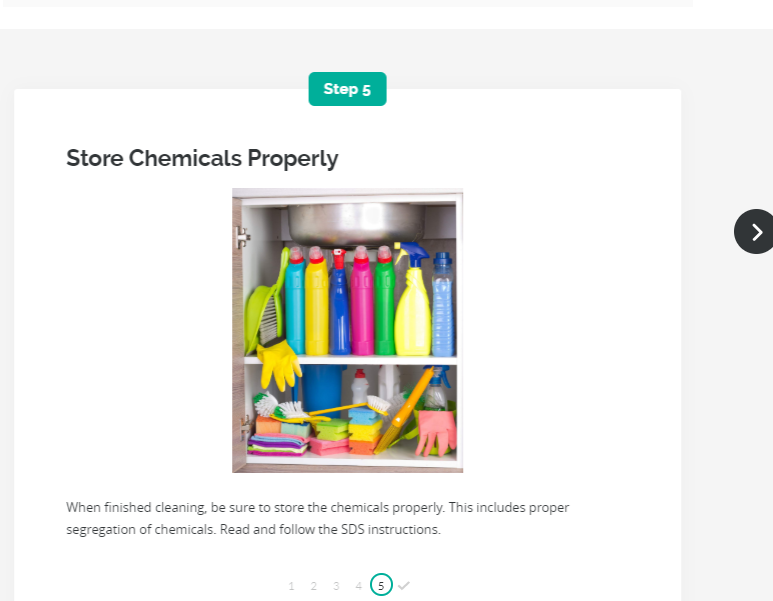 Step 5
Store Chemicals Properly
When finished cleaning, be sure to store the chemicals properly. This includes proper
segregation of chemicals. Read and follow the SDS instructions.
1 2 3 4 5